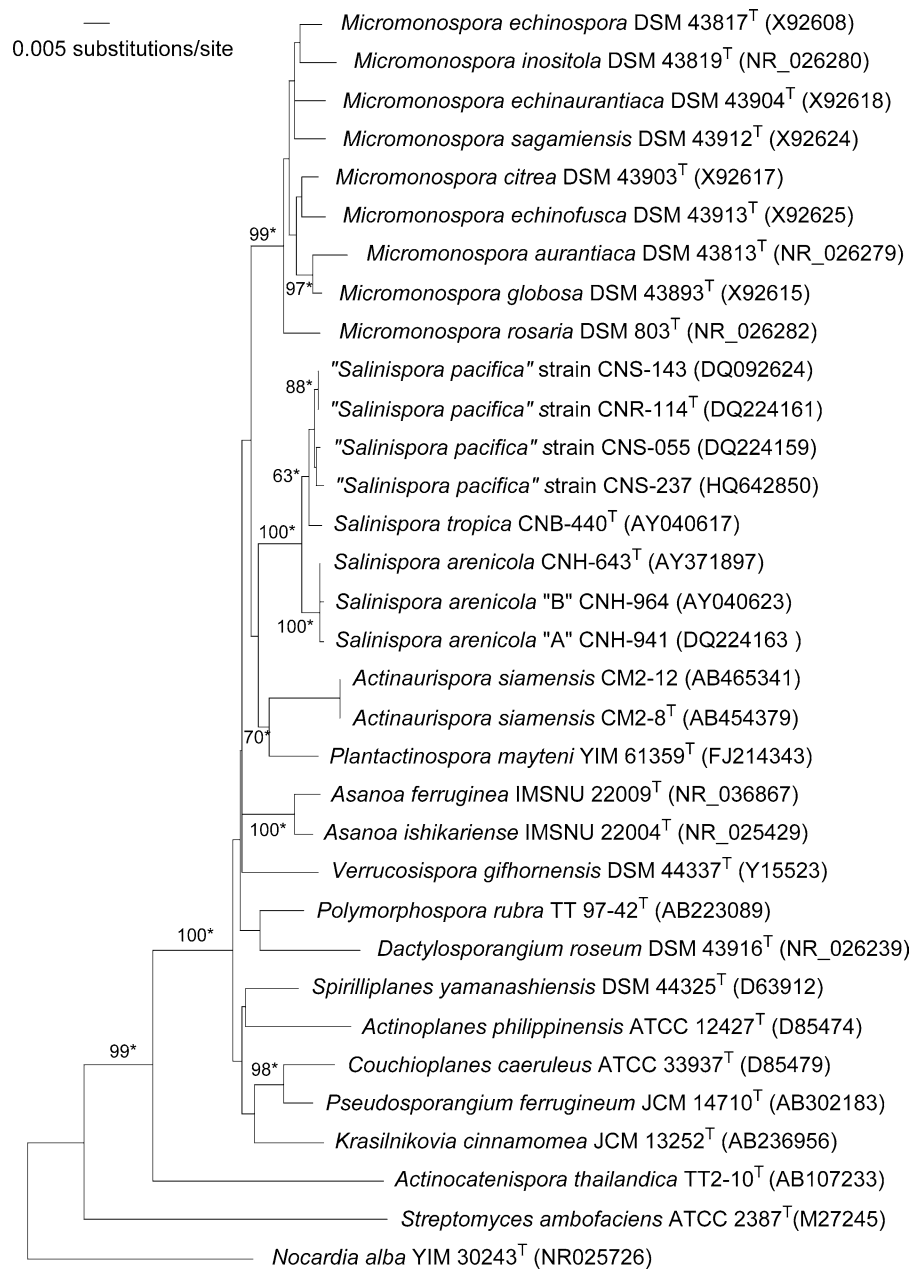 0.005 substitutions/site
Micromonospora echinospora DSM 43817T (X92608)
Micromonospora inositola DSM 43819T (NR_026280)
Micromonospora echinaurantiaca DSM 43904T (X92618)
Micromonospora sagamiensis DSM 43912T (X92624)
Micromonospora citrea DSM 43903T (X92617)
Micromonospora echinofusca DSM 43913T (X92625)
99*
Micromonospora aurantiaca DSM 43813T (NR_026279)
97*
Micromonospora globosa DSM 43893T (X92615)
Micromonospora rosaria DSM 803T (NR_026282)
"Salinispora pacifica" strain CNS-143 (DQ092624)
88*
"Salinispora pacifica" strain CNR-114T (DQ224161)
"Salinispora pacifica" strain CNS-055 (DQ224159)
63*
"Salinispora pacifica" strain CNS-237 (HQ642850)
Salinispora tropica CNB-440T (AY040617)
100*
Salinispora arenicola CNH-643T (AY371897)
Salinispora arenicola "B" CNH-964 (AY040623)
100*
Salinispora arenicola "A" CNH-941 (DQ224163 )
Actinaurispora siamensis CM2-12 (AB465341)
Actinaurispora siamensis CM2-8T (AB454379)
70*
Plantactinospora mayteni YIM 61359T (FJ214343)
Asanoa ferruginea IMSNU 22009T (NR_036867)
100*
Asanoa ishikariense IMSNU 22004T (NR_025429)
Verrucosispora gifhornensis DSM 44337T (Y15523)
Polymorphospora rubra TT 97-42T (AB223089)
100*
Dactylosporangium roseum DSM 43916T (NR_026239)
Spirilliplanes yamanashiensis DSM 44325T (D63912)
Actinoplanes philippinensis ATCC 12427T (D85474)
99*
98*
Couchioplanes caeruleus ATCC 33937T (D85479)
Pseudosporangium ferrugineum JCM 14710T (AB302183)
Krasilnikovia cinnamomea JCM 13252T (AB236956)
Actinocatenispora thailandica TT2-10T (AB107233)
Streptomyces ambofaciens ATCC 2387T(M27245)
Nocardia alba YIM 30243T (NR025726)